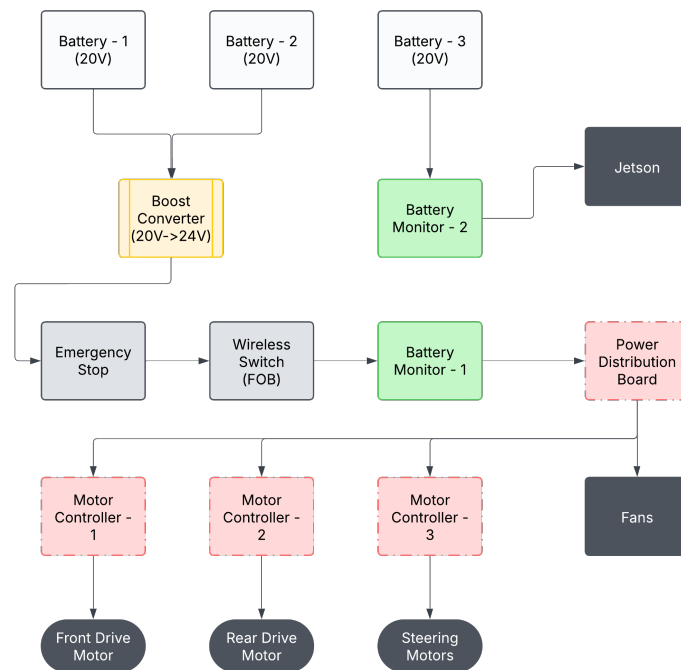 Battery - 1
(20V)
Battery - 2
(20V)
Battery - 3
(20V)
Boost
Converter
(20V->24V)
Battery
Monitor - 2
Jetson
Emergency
Stop
Wireless
Switch
(FOB)
Battery
Monitor - 1
Power
Distribution
Board
Motor
Controller -
1
Motor
Controller -
2
Motor
Controller -
3
Fans
Front Drive
Motor
Rear Drive
Motor
Steering
Motors